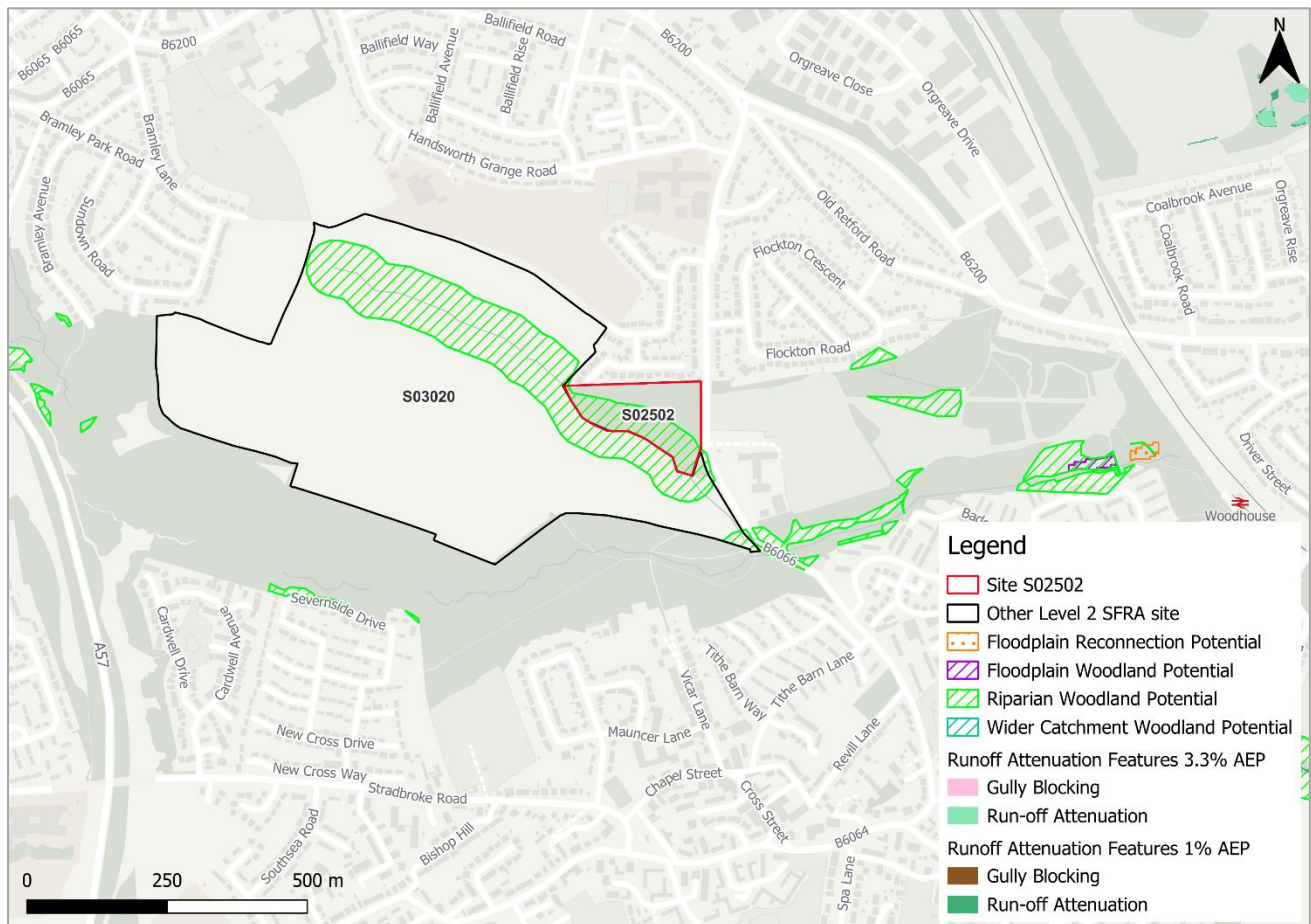 Ballifield Road
B6200
B6065
B6065
B6200
B6065
Ballifield Way
Ballifield Avenue
Ballifield Rise
Orgreave Close
Orgreave Drive
N
Bramley Park Road
Bramley Lane
Handsworth Grange Road
Bramley Avenue
Sundown Road
Old Retford Road
Flockton Crescent
B6200
Coalbrook Avenue
Coalbrook Road
Orgreave Rise
Flockton Road
S03020
S02502
Driver Street
Woodhouse
B6066
Severnside Drive
A57
Cardwell Drive
Cardwell Avenue
New Cross Drive
New Cross Way
Stradbroke Road
Southsea Road
Bishop Hill
Mauncer Lane
Vicar Lane
Tithe Barn Way
Tithe Barn Lane
Chapel Street
Cross Street
Revill Lane
B6064
Spa Lane
0 250 500 m
Legend
Site S02502
Other Level 2 SFRA site
Floodplain Reconnection Potential
Floodplain Woodland Potential
Riparian Woodland Potential
Wider Catchment Woodland Potential
Runoff Attenuation Features 3.3% AEP
Gully Blocking
Run-off Attenuation
Runoff Attenuation Features 1% AEP
Gully Blocking
Run-off Attenuation